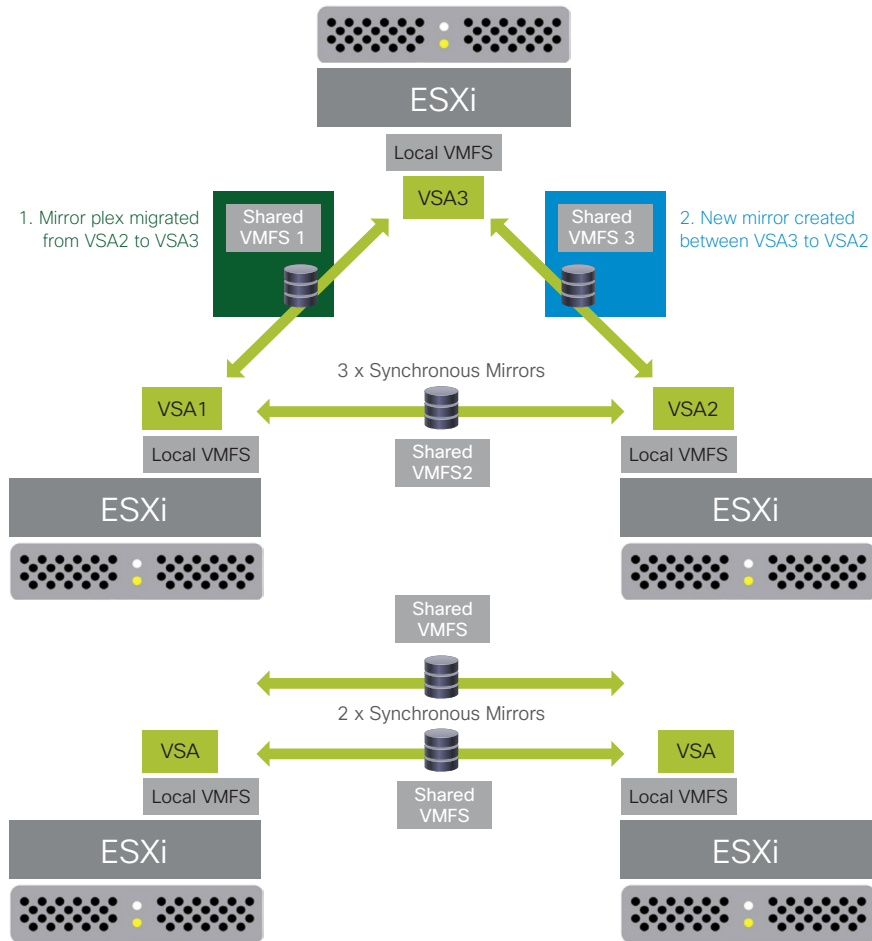 ESXi
Local VMFS
VSA3
1. Mirror plex migrated
from VSA2 to VSA3
Shared
VMFS 1
Shared
VMFS 3
2. New mirror created
between VSA3 to VSA2
3 x Synchronous Mirrors
VSA1
VSA2
Local VMFS
Shared
VMFS2
Local VMFS
ESXi
ESXi
Shared
VMFS
2 x Synchronous Mirrors
VSA
VSA
Local VMFS
Shared
VMFS
Local VMFS
ESXi
ESXi